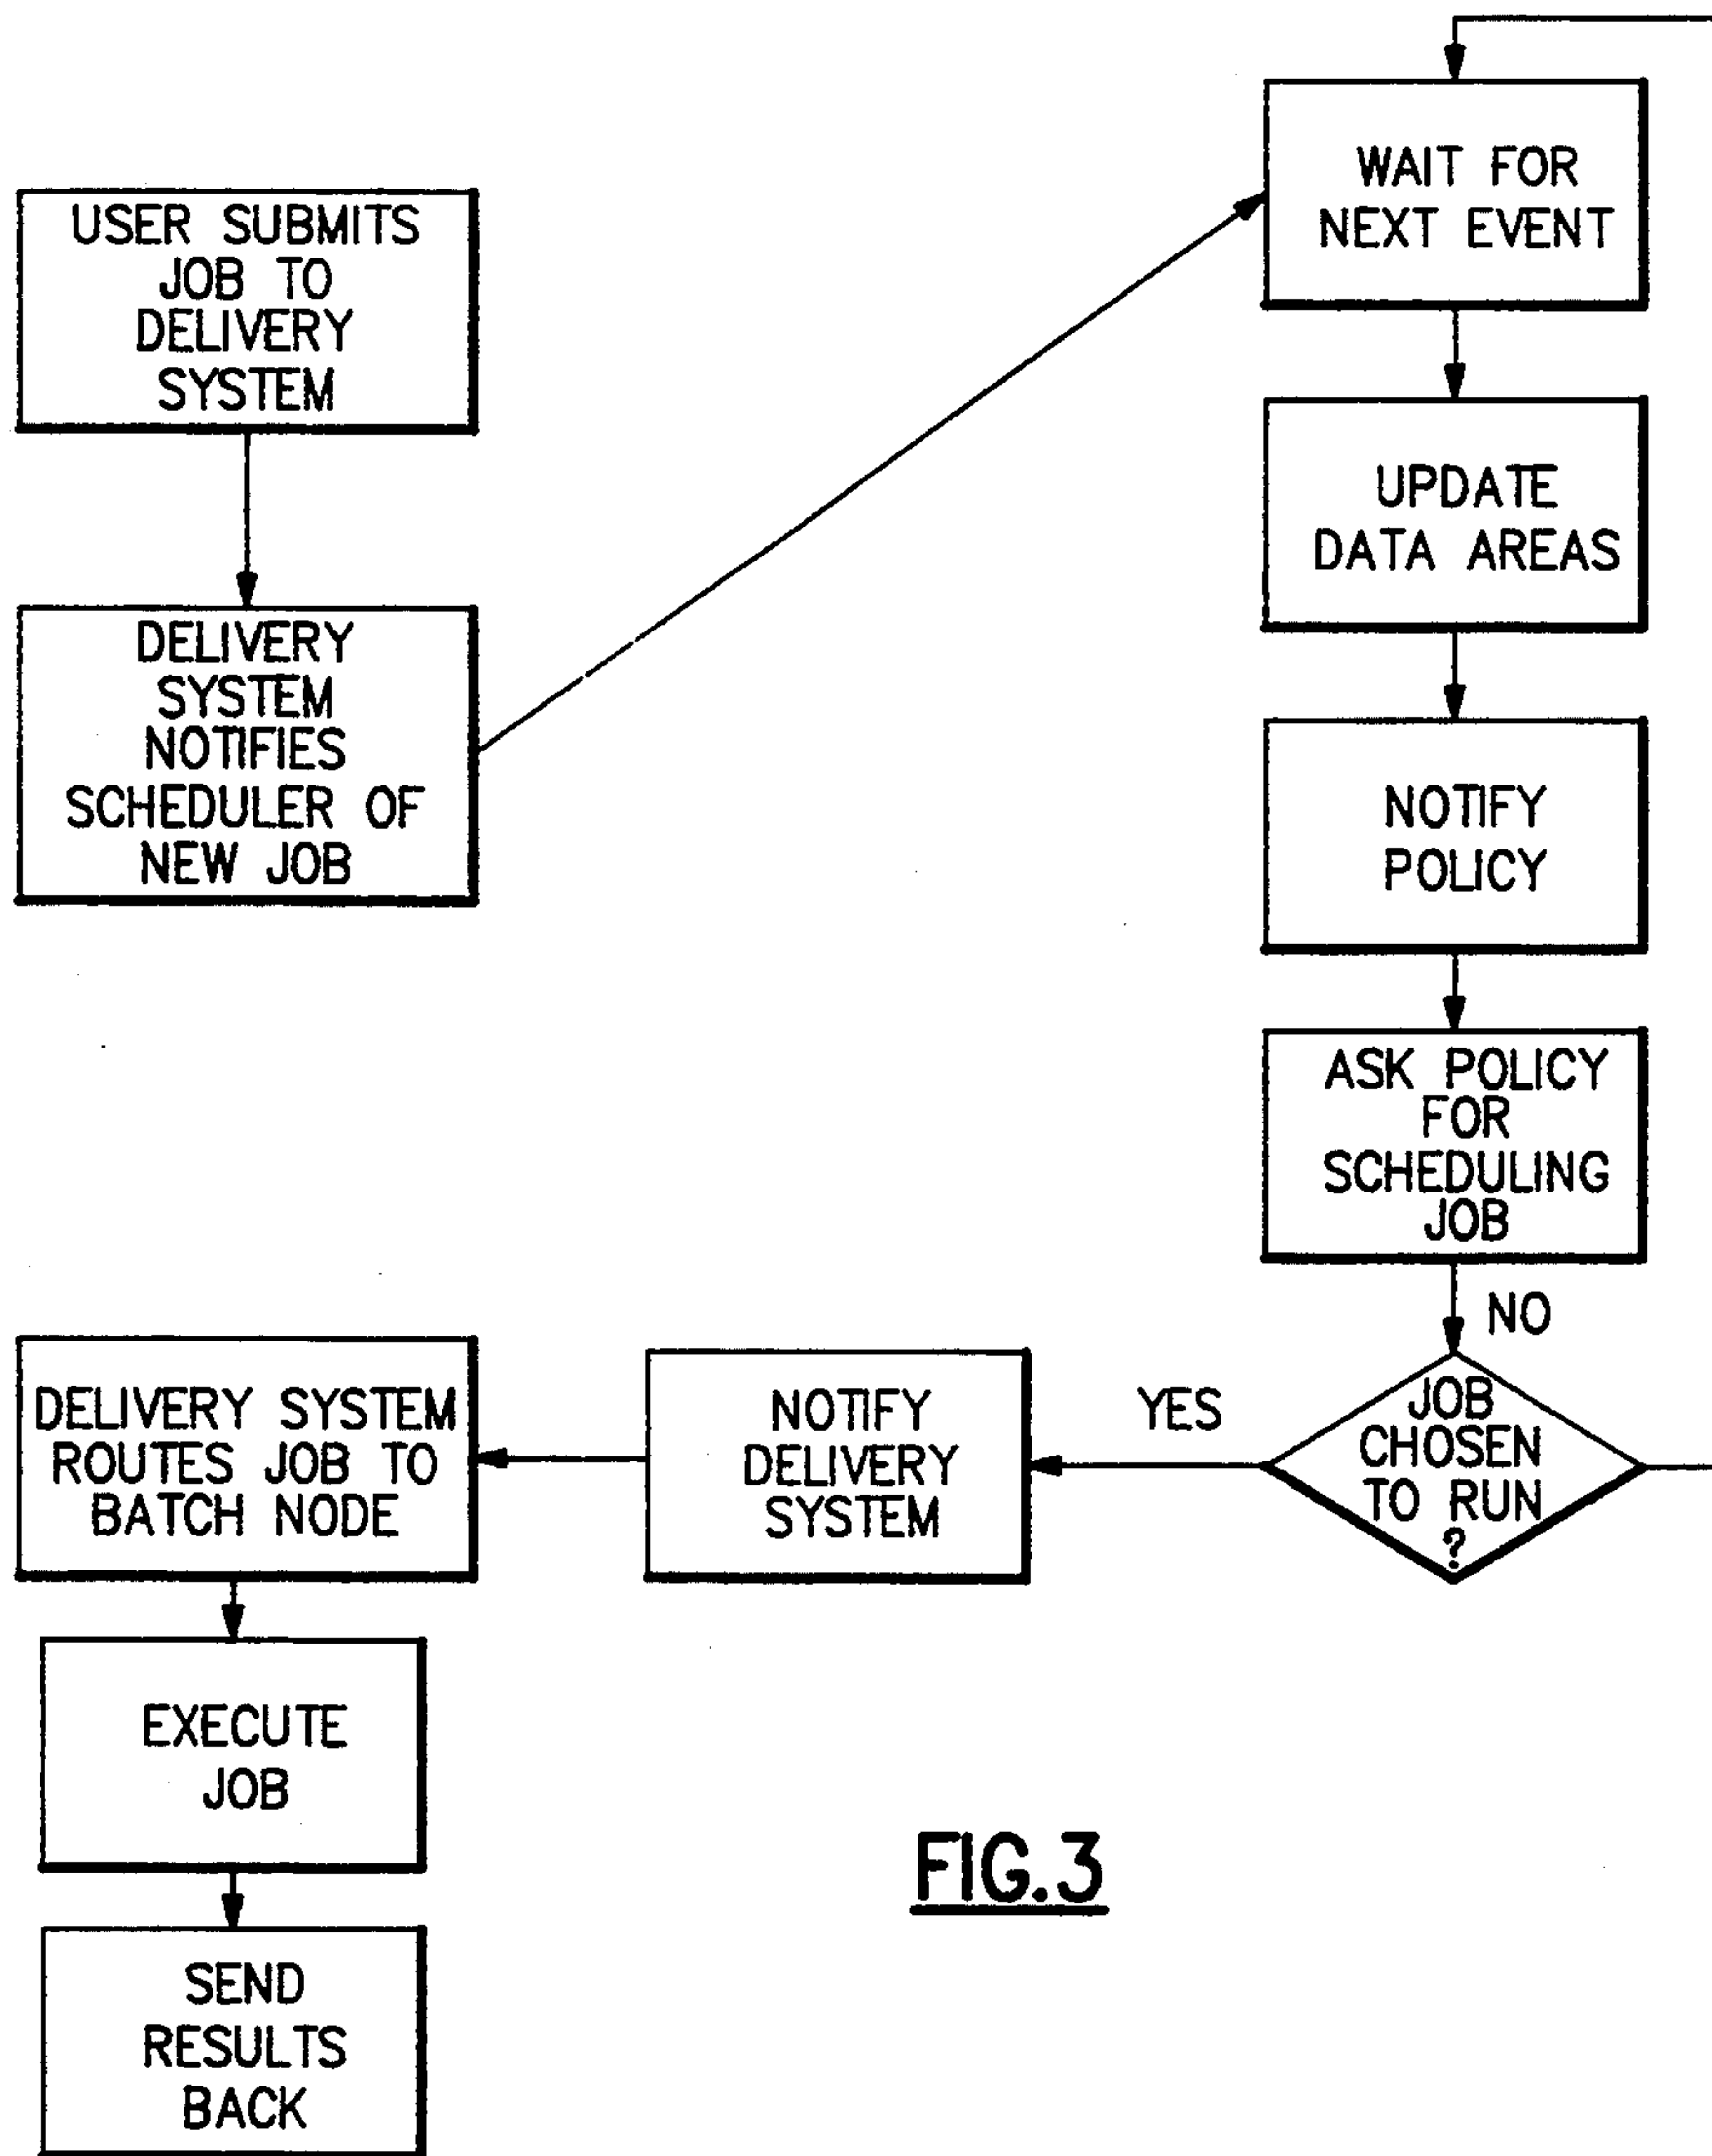 USER SUBMITS
JOB TO
DELIVERY
SYSTEM
DELIVERY
SYSTEM
NOTIFIES
SCHEDULER OF
NEW JOB
WAIT FOR
NEXT EVENT
UPDATE
DATA AREAS
NOTIFY
POLICY
ASK POLICY
FOR
SCHEDULING
JOB
NO
JOB
CHOSEN
TO RUN
?
YES
NOTIFY
DELIVERY
SYSTEM
DELIVERY SYSTEM
ROUTES JOB TO
BATCH NODE
EXECUTE
JOB
SEND
RESULTS
BACK
FIG.3